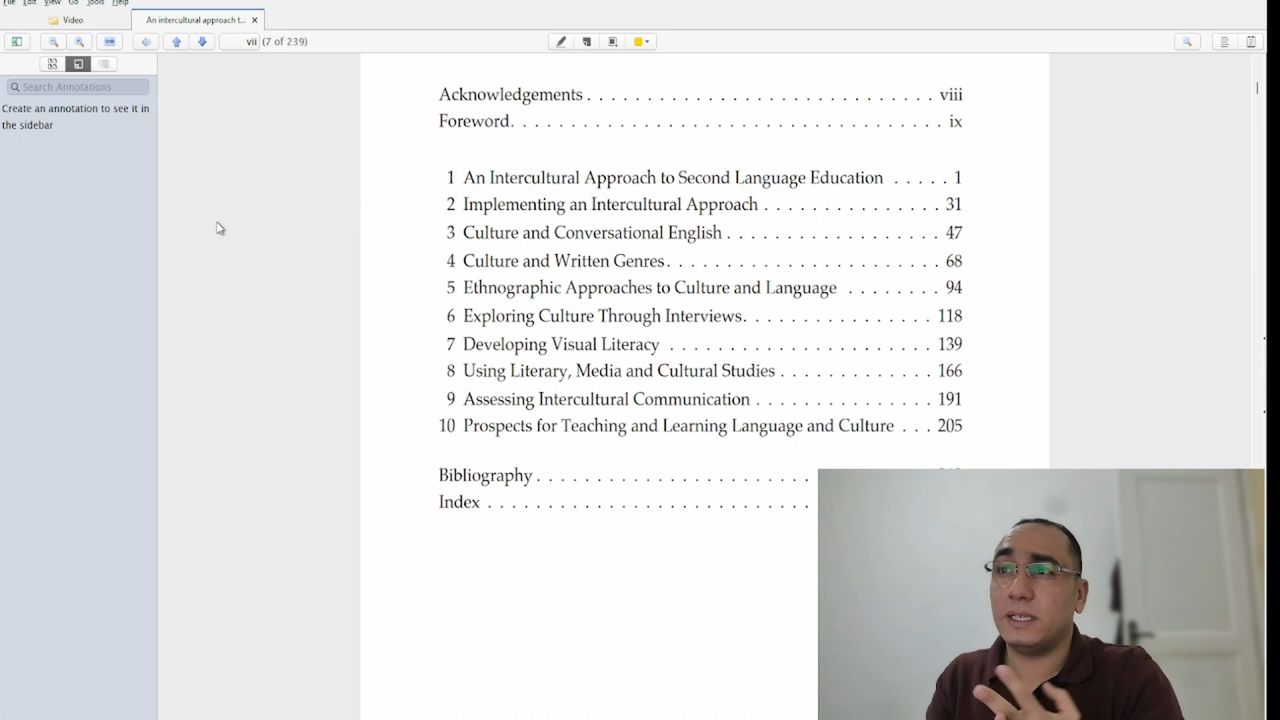 File Edit View Go Tools Help
Video An intercultural approach t... ×
vii (7 of 239)
Search Annotations
Create an annotation to see it in
the sidebar
Acknowledgements . . . . . . . . . . . . . . . . . . . . . . . . . . . . . . . . . . . viii
Foreword. . . . . . . . . . . . . . . . . . . . . . . . . . . . . . . . . . . . . . . . . . ix
1 An Intercultural Approach to Second Language Education . . . . . 1
2 Implementing an Intercultural Approach . . . . . . . . . . . . . . . 31
3 Culture and Conversational English . . . . . . . . . . . . . . . . . . 47
4 Culture and Written Genres. . . . . . . . . . . . . . . . . . . . . . . 68
5 Ethnographic Approaches to Culture and Language . . . . . . . . 94
6 Exploring Culture Through Interviews. . . . . . . . . . . . . . . . 118
7 Developing Visual Literacy . . . . . . . . . . . . . . . . . . . . . . 139
8 Using Literary, Media and Cultural Studies . . . . . . . . . . . . . 166
9 Assessing Intercultural Communication . . . . . . . . . . . . . . . 191
10 Prospects for Teaching and Learning Language and Culture . . . 205
Bibliography . . . . . . . . . . . . . . . . . . . . . . . . . . .
Index . . . . . . . . . . . . . . . . . . . . . . . . . . . . . . .